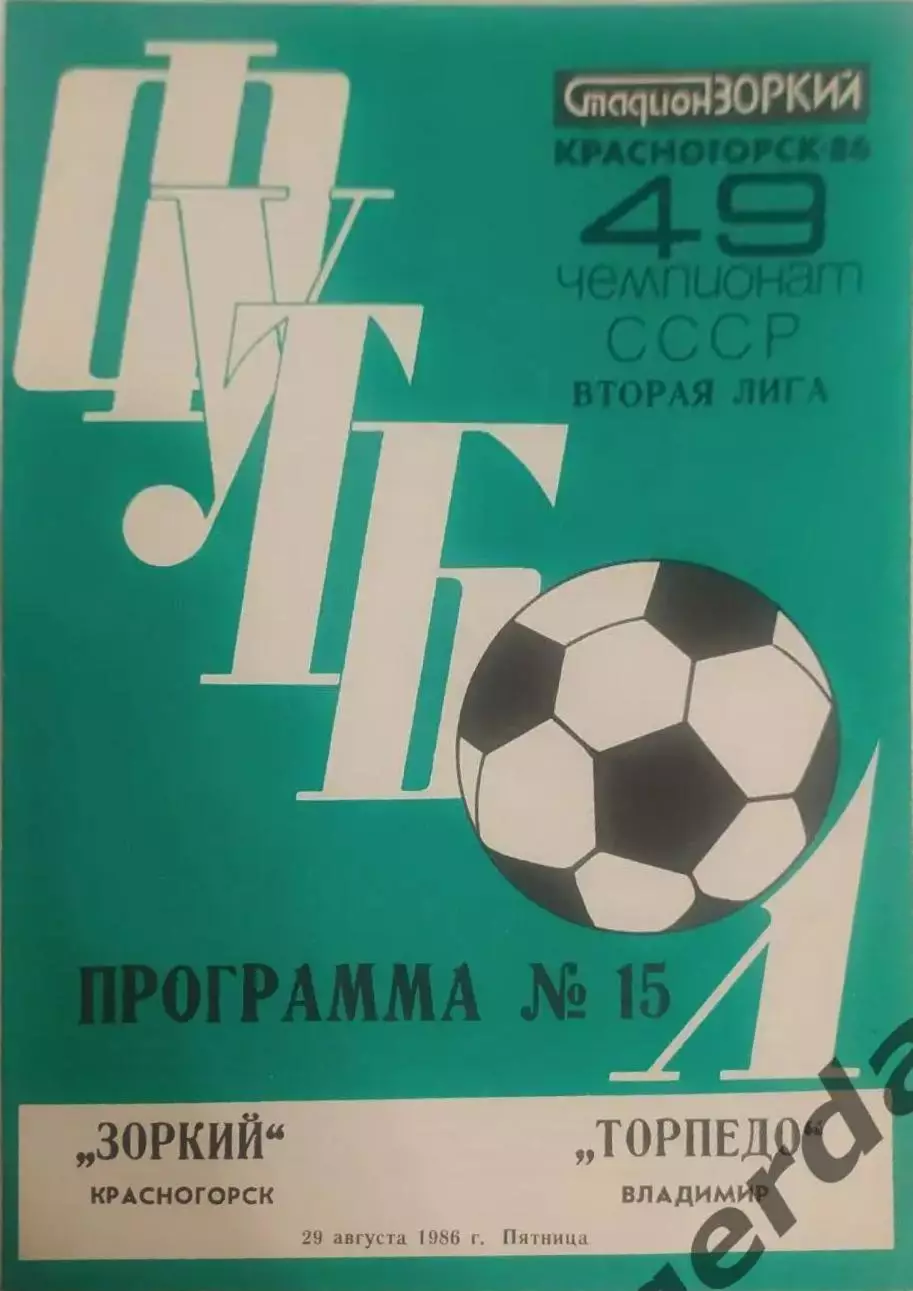 Стадион ЗОРКИЙ
КРАСНОГОРСК-86
49
чемпионат
СССР
ВТОРАЯ ЛИГА
ФУТБОЛ
ПРОГРАММА № 15
„ЗОРКИЙ“
КРАСНОГОРСК
„ТОРПЕДО“
ВЛАДИМИР
29 августа 1986 г. Пятница